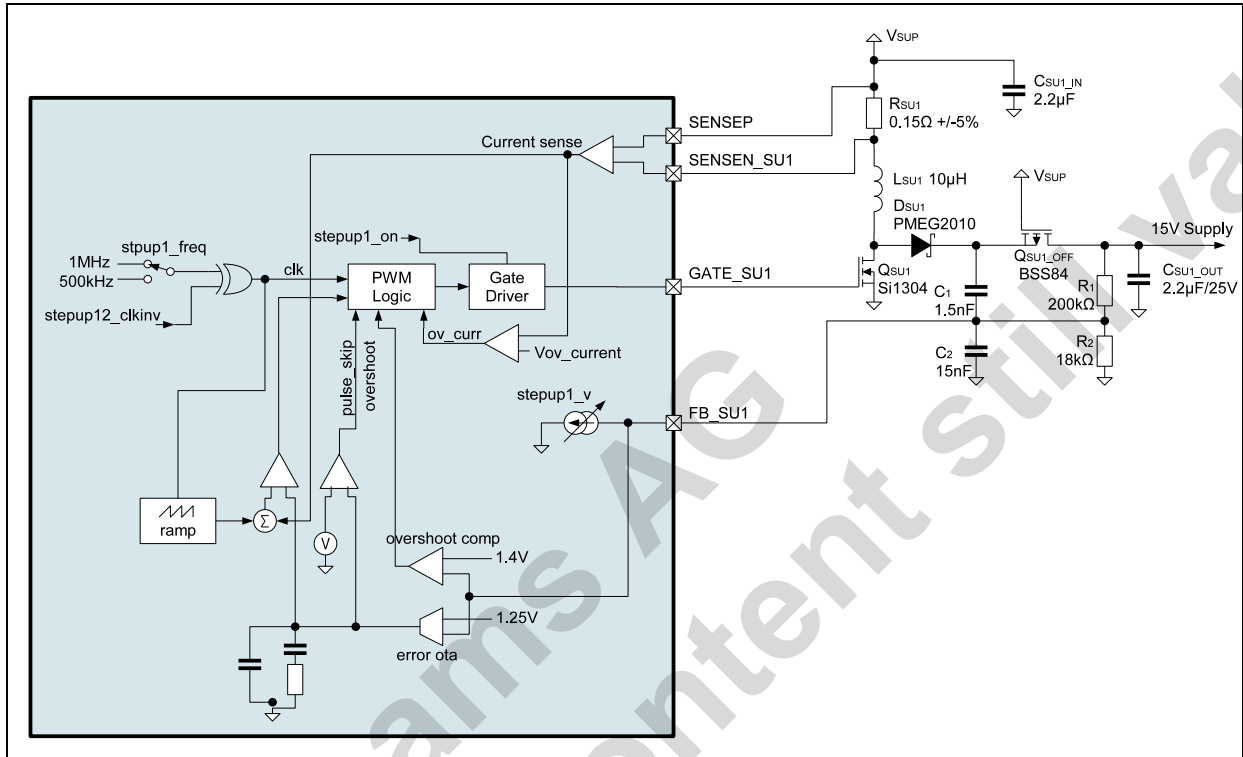 VSUP
CSU1_IN
2.2µF
RSU1
0.15Ω +/-5%
SENSEP
Current sense
SENSEN_SU1
LSU1 10µH
VSUP
DSU1
PMEG2010
stepup1_on
15V Supply
stpup1_freq
1MHz
500kHz
clk
PWM
Logic
Gate
Driver
GATE_SU1
QSU1
Si1304
QSU1_OFF
BSS84
CSU1_OUT
2.2µF/25V
R1
200kΩ
C1
1.5nF
stepup12_clkinv
ov_curr
Vov_current
pulse_skip
overshoot
R2
18kΩ
C2
15nF
stepup1_v
FB_SU1
ramp
Σ
V
overshoot comp
1.4V
1.25V
error ota
ams AG
content still val